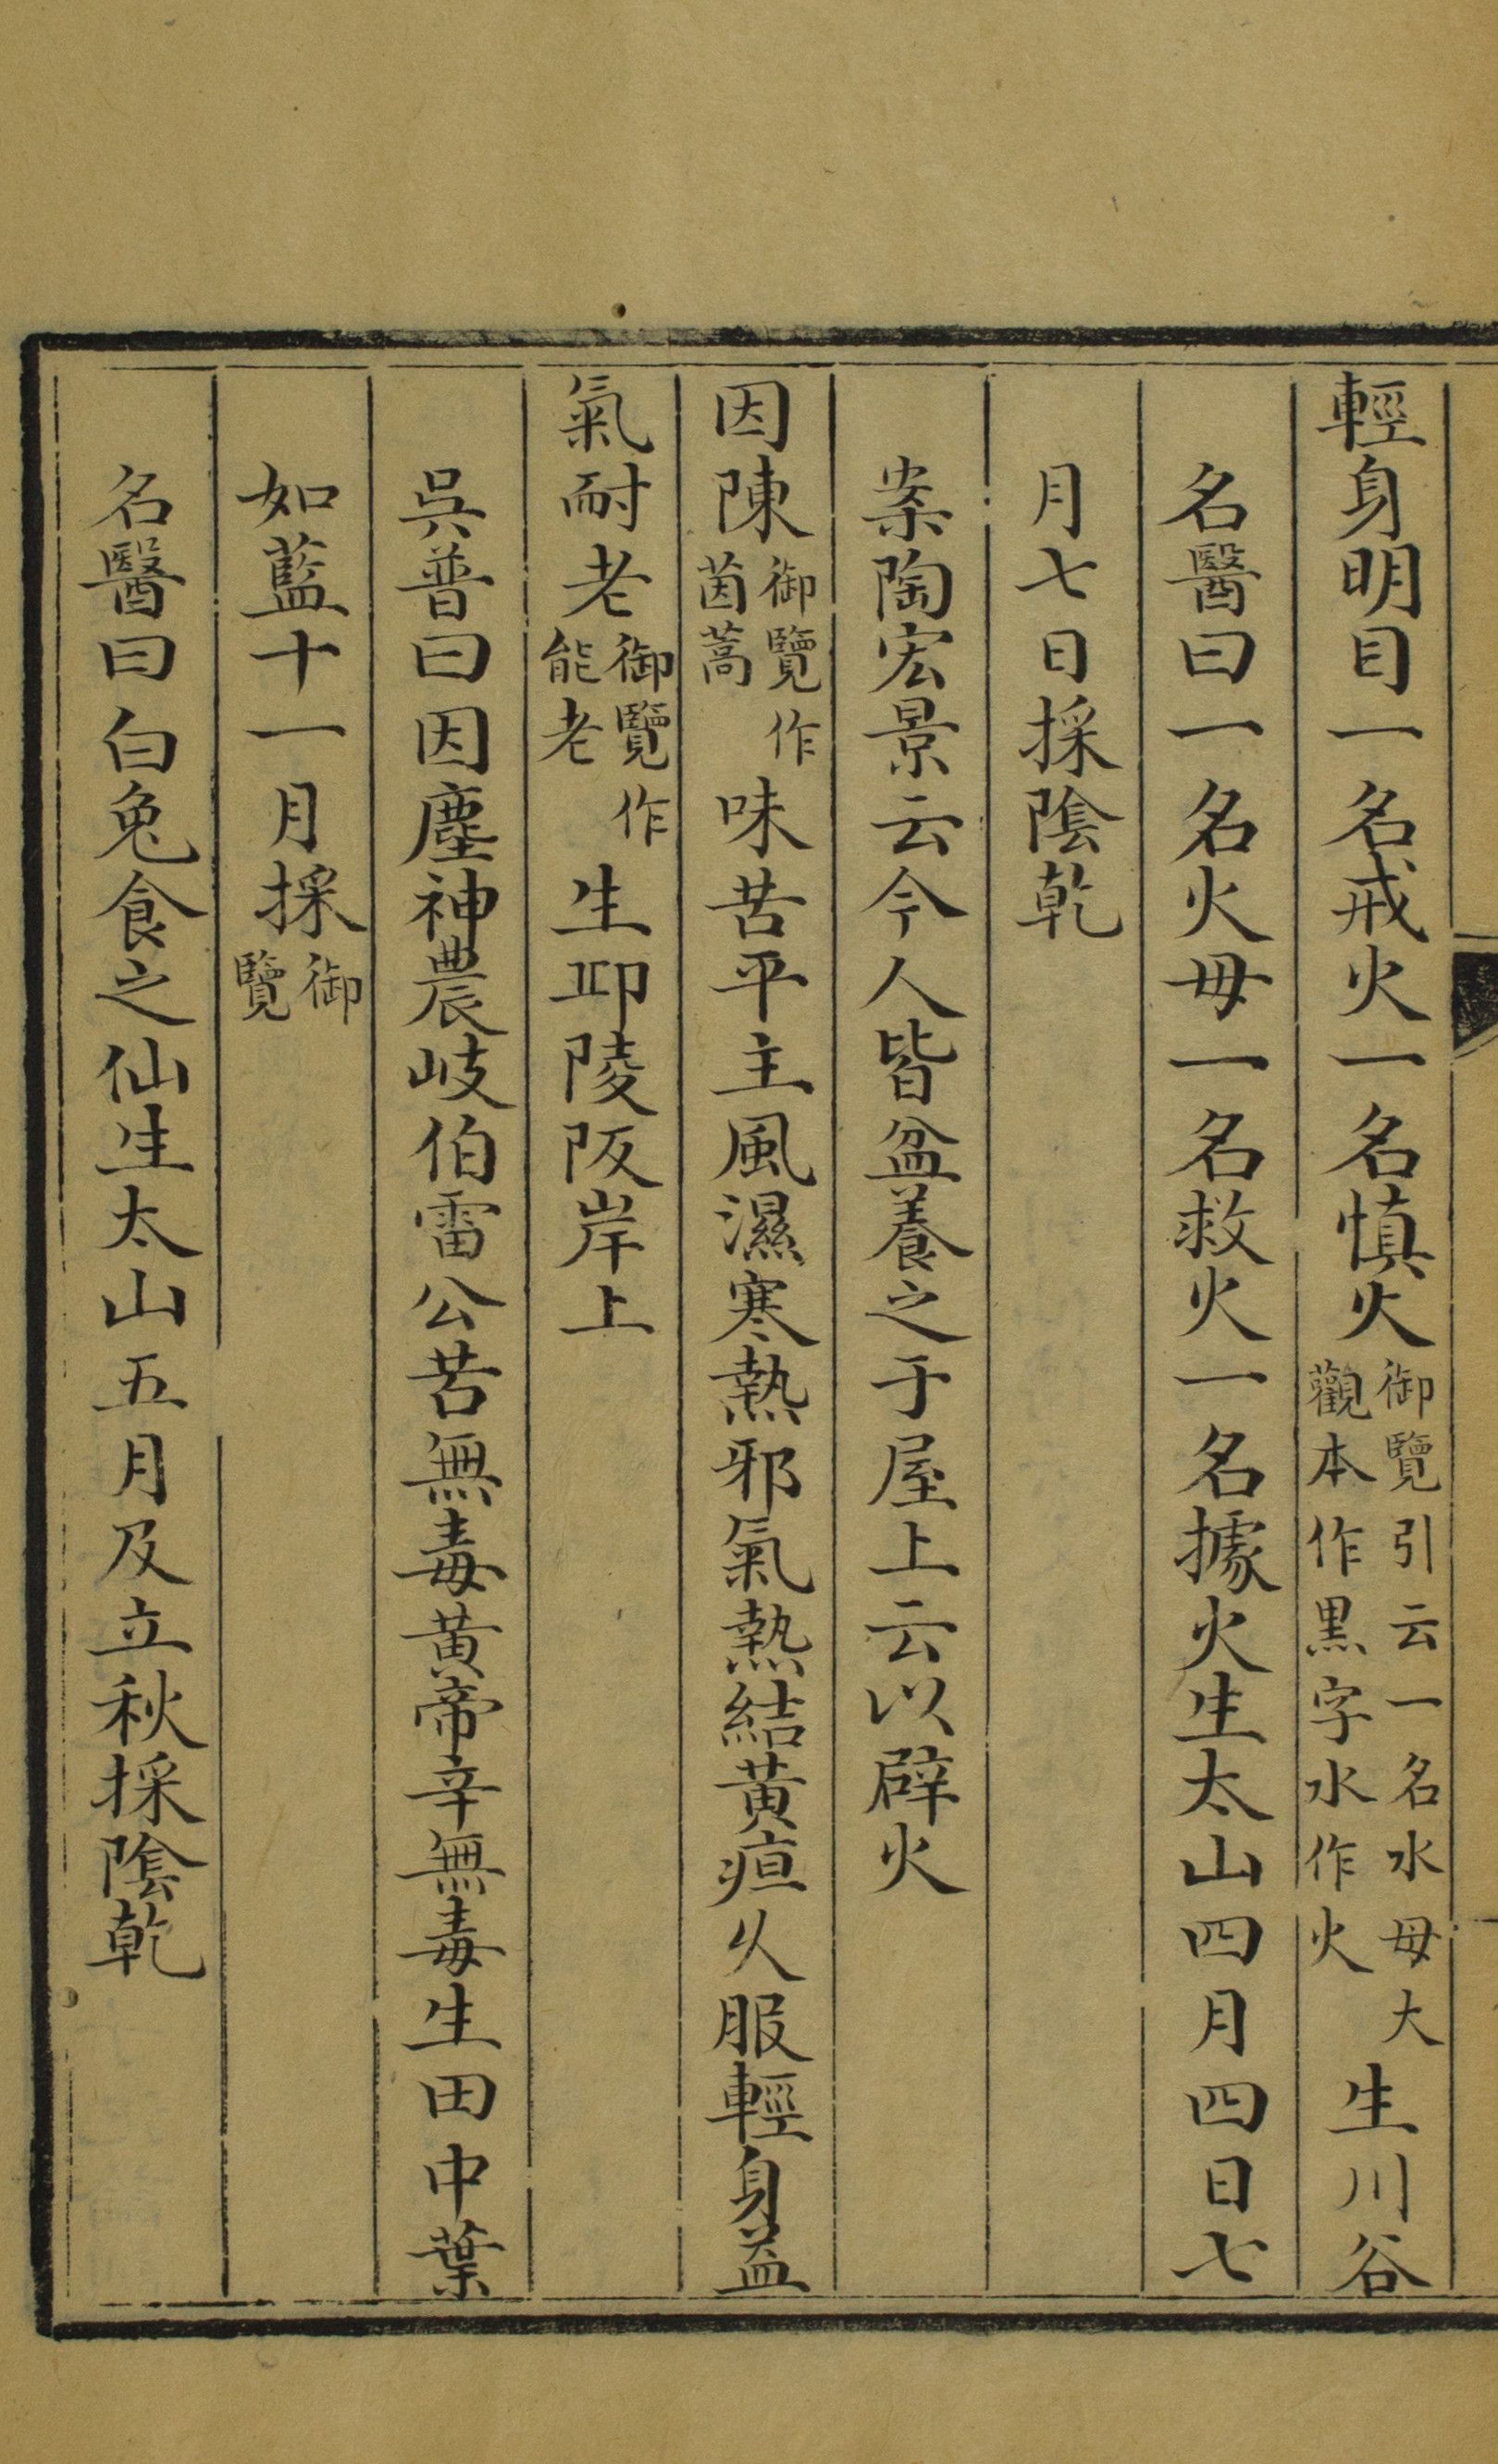 輕身明目一名戒火一名慎火御覽引云一名水母大觀本作黑字水作火生川谷
名醫曰一名火母一名救火一名據火生太山四月四日七
月七日採陰乾
案陶宏景云今人皆盆養之于屋上云以辟火
因陳御覽作茵蒿味苦平主風濕寒熱邪氣熱結黃疸久服輕身益
氣耐老御覽作能老生邱陵阪岸上
吳普曰因塵神農岐伯雷公苦無毒黃帝辛無毒生田中葉
如藍十一月採御覽
名醫曰白兔食之仙生太山五月及立秋採陰乾